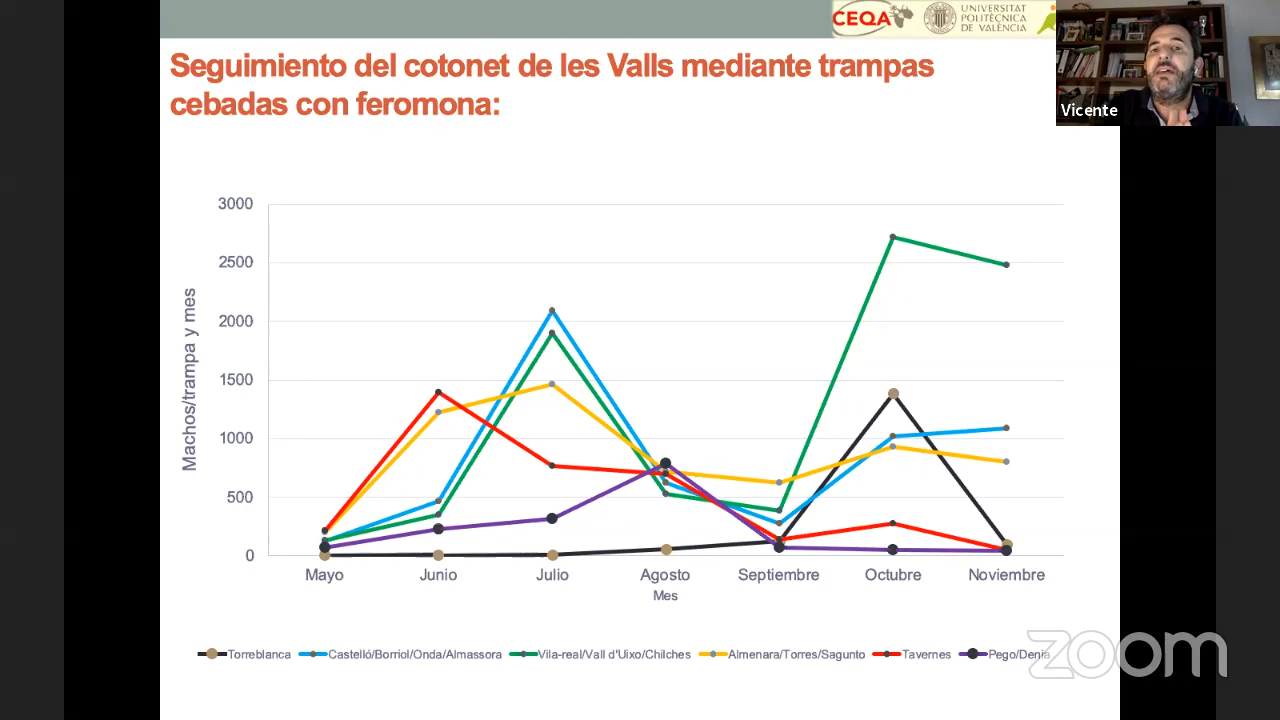 CEQA
UNIVERSITAT
POLITÈCNICA
DE VALÈNCIA
Vicente
Seguimiento del cotonet de les Valls mediante trampas
cebadas con feromona:
Machos/trampa y mes
3000
2500
2000
1500
1000
500
0
Mayo Junio Julio Agosto Septiembre Octubre Noviembre
Mes
Torreblanca Castelló/Borriol/Onda/Almassora Vila-real/Vall d'Uixo/Chilches Almenara/Torres/Sagunto Tavernes Pego/Denia
zoom